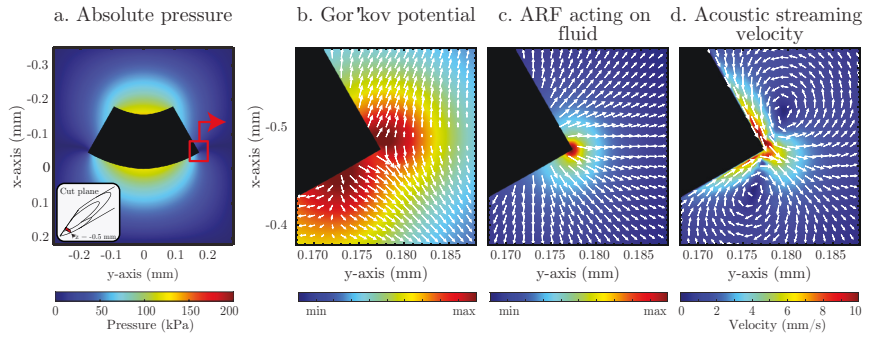 a. Absolute pressure
b. Gor'kov potential
c. ARF acting on
fluid
d. Acoustic streaming
velocity
x-axis (mm)
-0.3
-0.2
-0.1
0
0.1
0.2
Cut plane
z = -0.5 mm
-0.2 -0.1 0 0.1 0.2
y-axis (mm)
0 50 100 150 200
Pressure (kPa)
x-axis (mm)
-0.5
-0.4
0.170 0.175 0.180 0.185
y-axis (mm)
min max
0.175 0.180 0.185
0.170
y-axis (mm)
min max
0.170 0.175 0.180 0.185
y-axis (mm)
0 2 4 6 8 10
Velocity (mm/s)